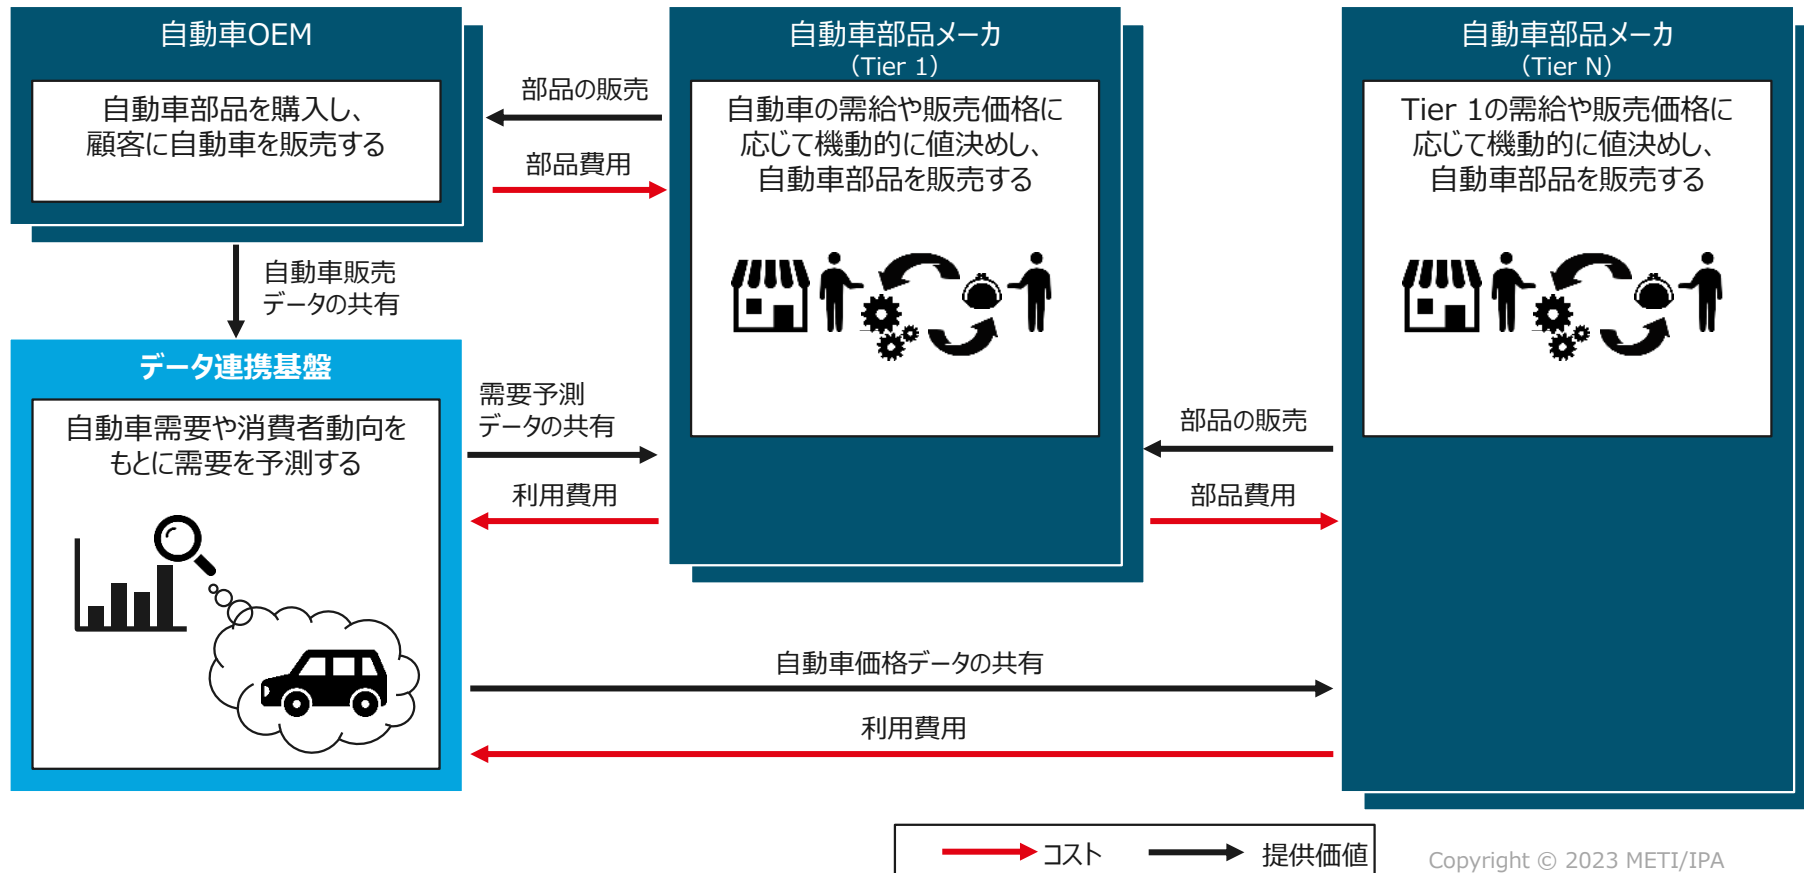 自動車OEM
自動車部品を購入し、
顧客に自動車を販売する
部品の販売
部品費用
自動車部品メーカ
（Tier 1）
自動車の需給や販売価格に
応じて機動的に値決めし、
自動車部品を販売する
自動車部品メーカ
（Tier N）
Tier 1の需給や販売価格に
応じて機動的に値決めし、
自動車部品を販売する
自動車販売
データの共有
データ連携基盤
自動車需要や消費者動向を
もとに需要を予測する
需要予測
データの共有
利用費用
部品の販売
部品費用
自動車価格データの共有
利用費用
コスト
提供価値
Copyright © 2023 METI/IPA